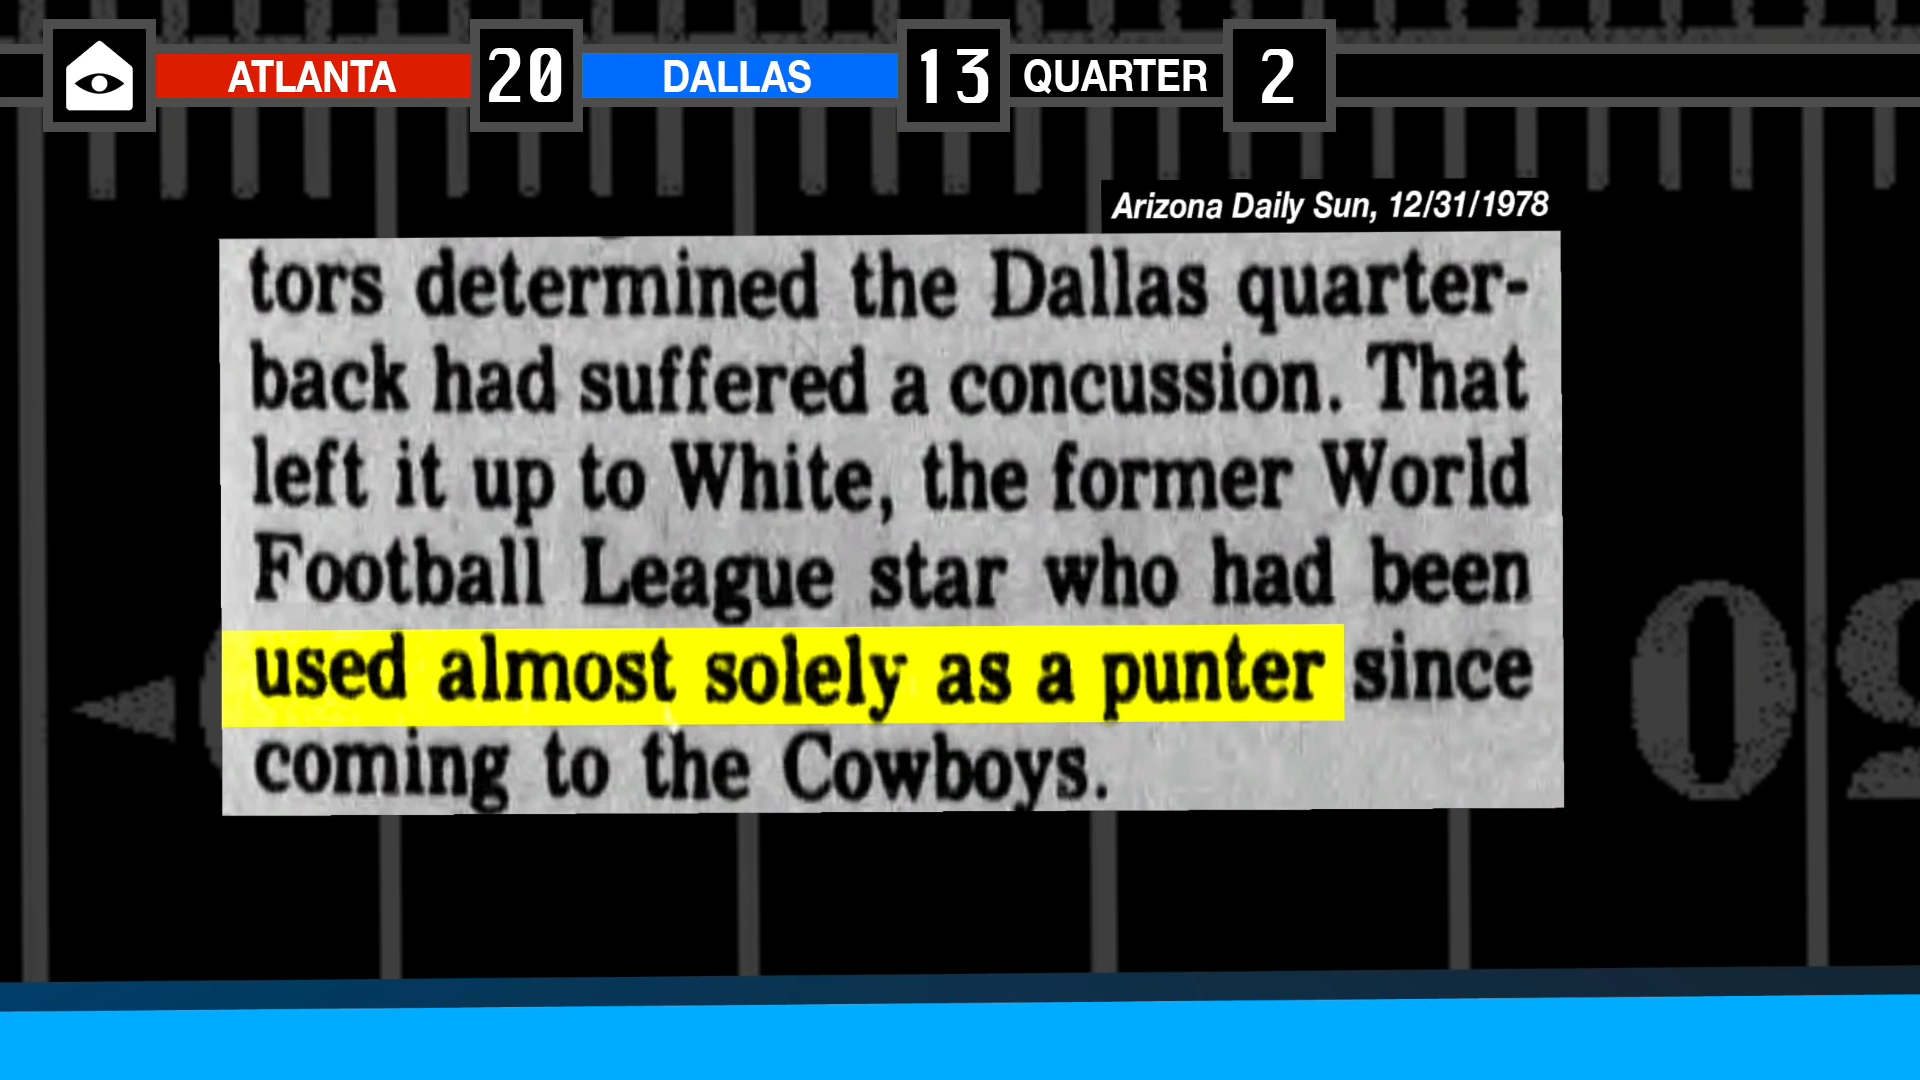 ATLANTA 20 DALLAS 13 QUARTER 2
Arizona Daily Sun, 12/31/1978
tors determined the Dallas quarter-
back had suffered a concussion. That
left it up to White, the former World
Football League star who had been
used almost solely as a punter since
coming to the Cowboys.
0